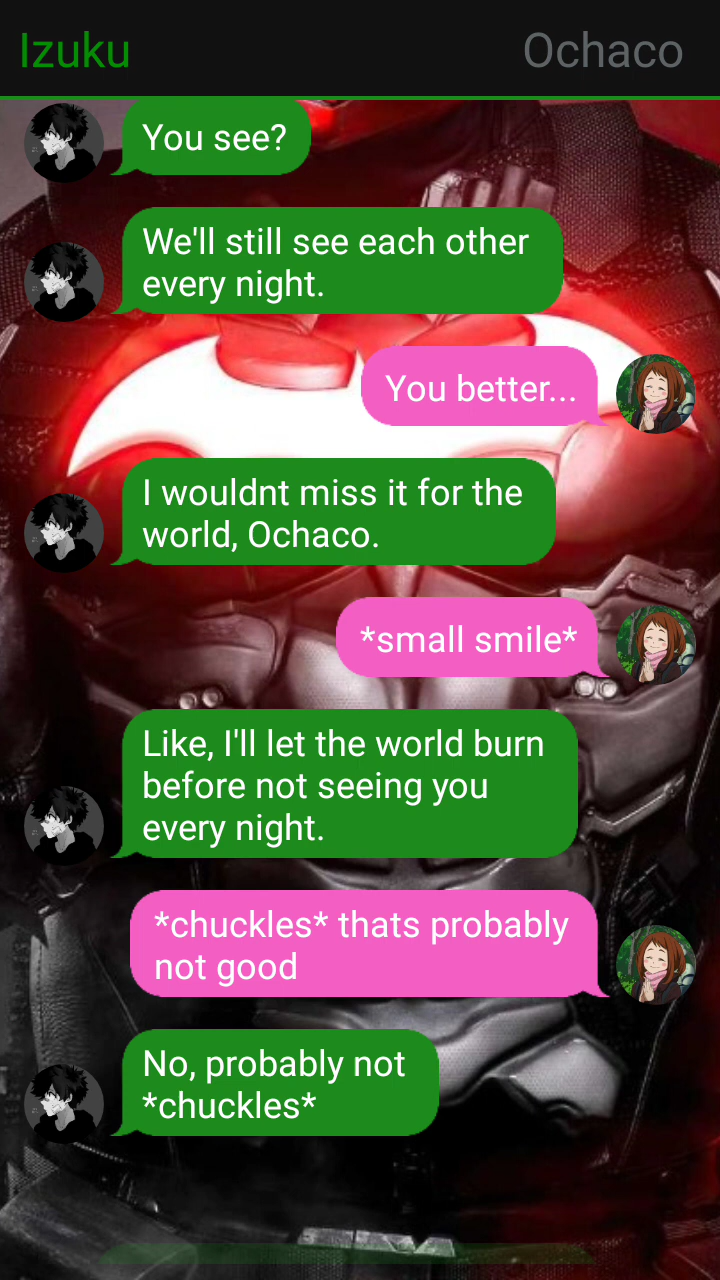 Izuku
Ochaco
You see?
We'll still see each other
every night.
You better...
I wouldnt miss it for the
world, Ochaco.
*small smile*
Like, I'll let the world burn
before not seeing you
every night.
*chuckles* thats probably
not good
No, probably not
*chuckles*